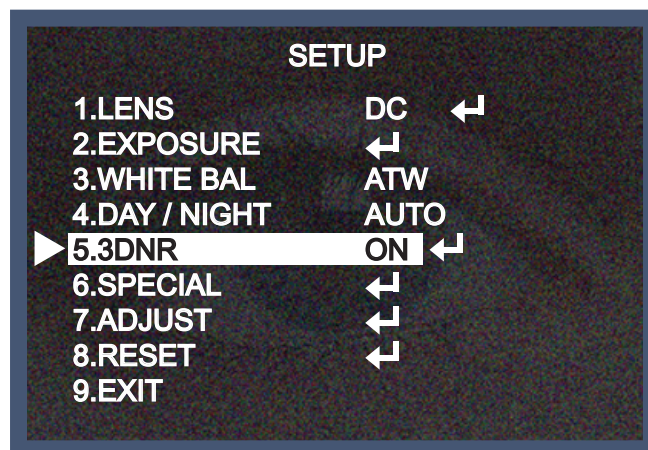 SETUP
1.LENS DC ↵
2.EXPOSURE ↵
3.WHITE BAL ATW
4.DAY / NIGHT AUTO
5.3DNR ON ↵
6.SPECIAL ↵
7.ADJUST ↵
8.RESET ↵
9.EXIT